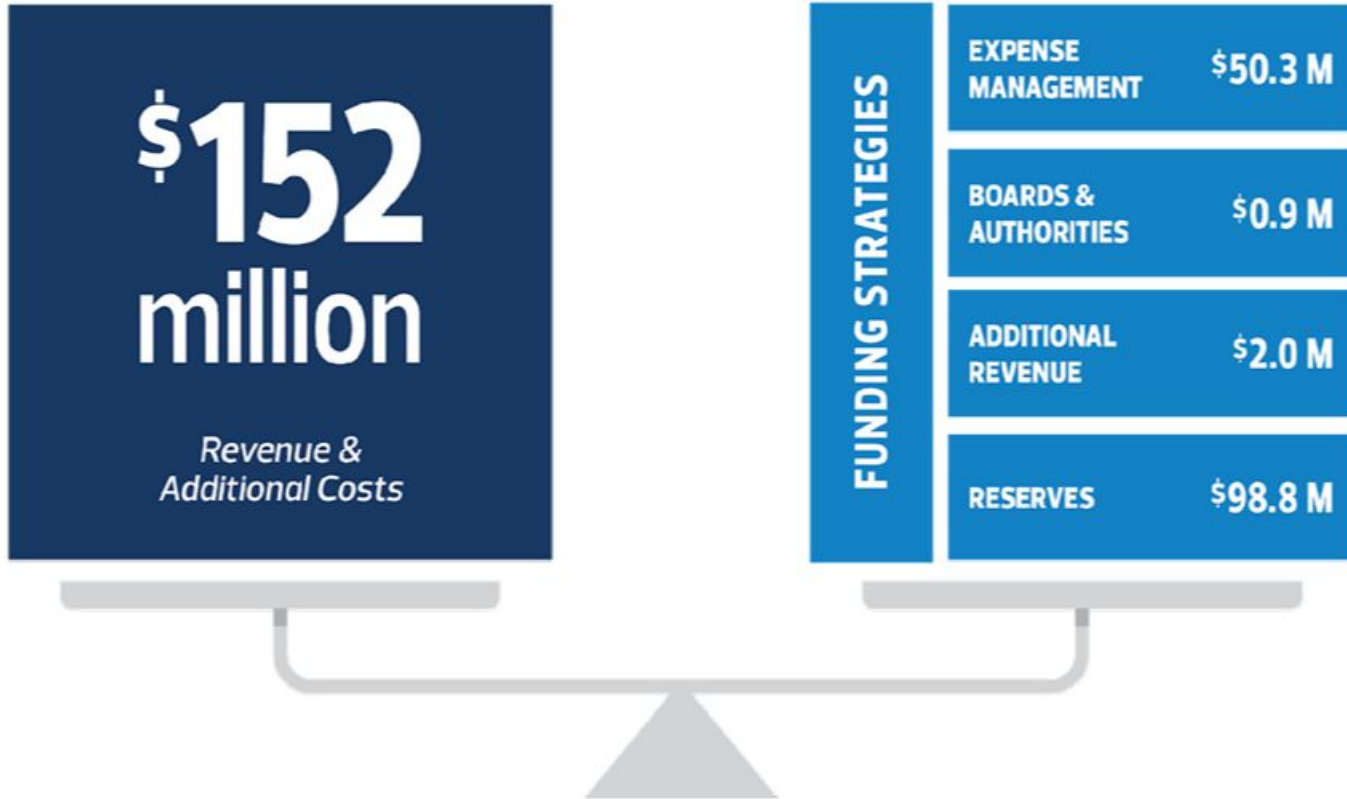 $152
million
Revenue &
Additional Costs
FUNDING STRATEGIES
EXPENSE
MANAGEMENT $50.3 M
BOARDS &
AUTHORITIES $0.9 M
ADDITIONAL
REVENUE $2.0 M
RESERVES $98.8 M